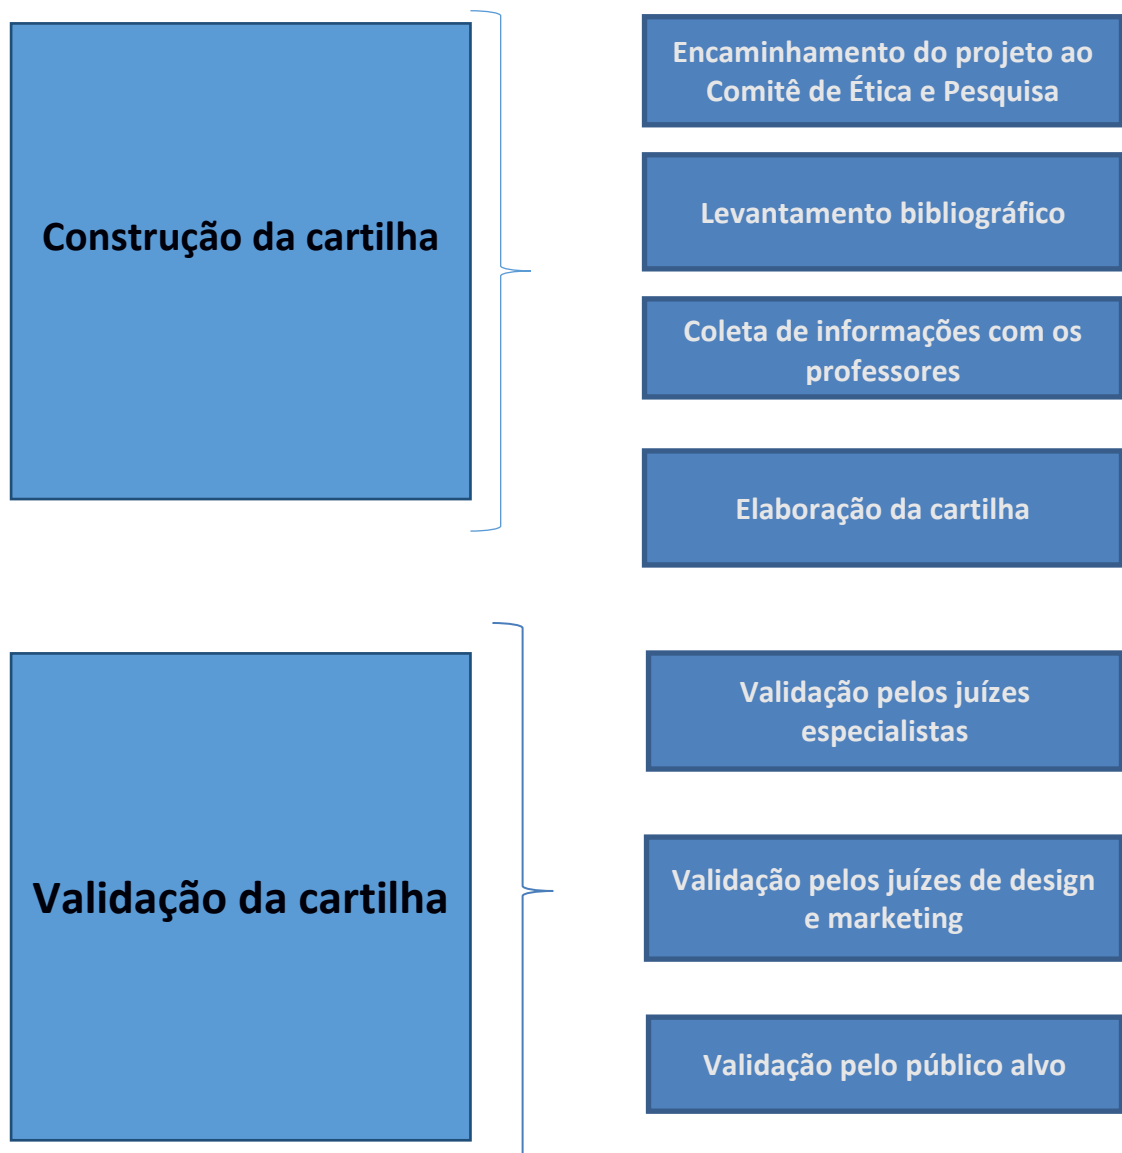 Construção da cartilha
Encaminhamento do projeto ao
Comitê de Ética e Pesquisa
Levantamento bibliográfico
Coleta de informações com os
professores
Elaboração da cartilha
Validação da cartilha
Validação pelos juízes
especialistas
Validação pelos juízes de design
e marketing
Validação pelo público alvo